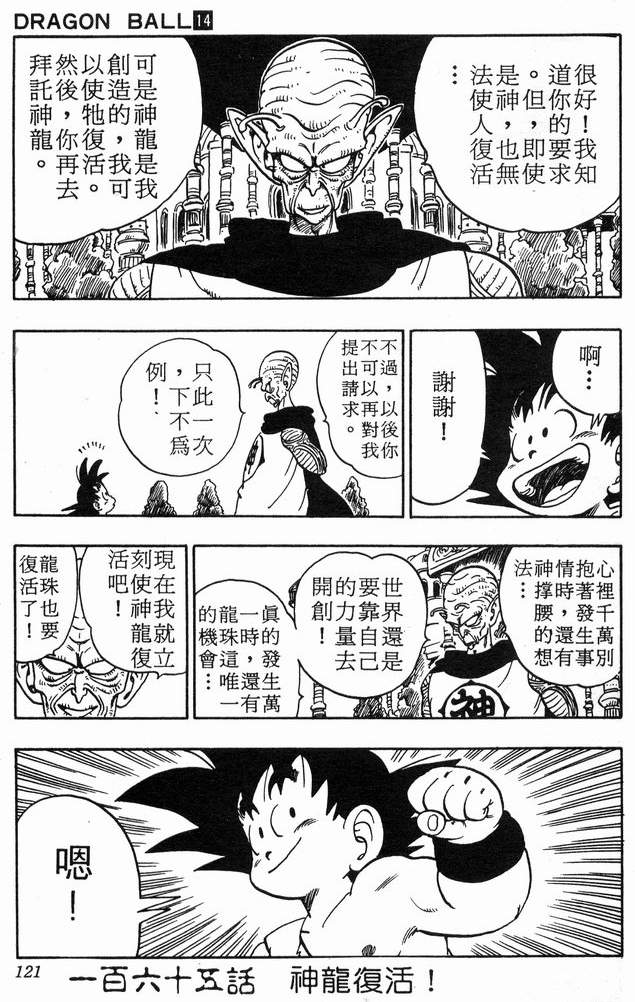 DRAGON BALL 14
很好！我知
道你的要求
。但，即使
是神，也無
法使人復活
…
可是神龍是我
創造的，我可
以使牠復活。
然後，你再去
拜託神龍。
啊…
謝謝！
不過，以後你
不可以再對我
提出請求。
只此一次
，下不為
例！
心裡千萬別
抱著發生事
情時，還有
神撐腰的想
法…
世界還是
要靠自己
的力量去
開創！
眞的發生萬
一時，還有
龍珠這唯一
的機會…
神
現在我就立
刻使神龍復
活吧！
龍珠也要
復活了！
嗯！
121
一百六十五話 神龍復活！